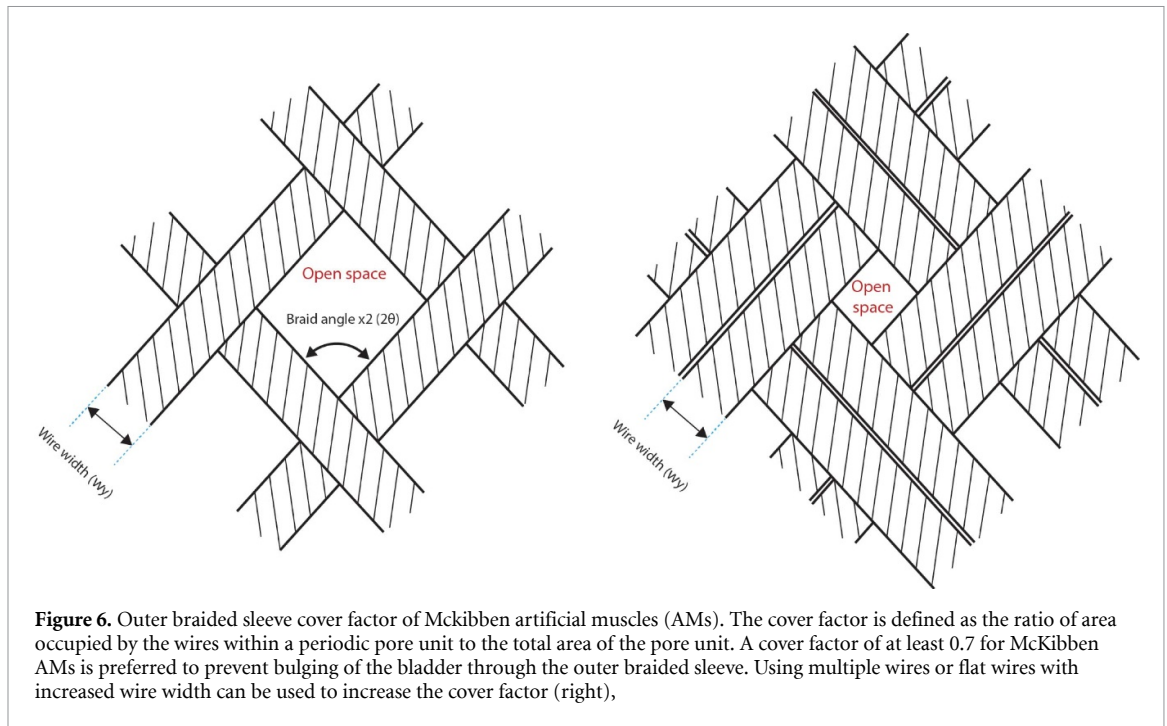 Open space
Braid angle x2 (2θ)
Wire width (wy)
Open
space
Wire width (wy)
Figure 6. Outer braided sleeve cover factor of Mckibben artificial muscles (AMs). The cover factor is defined as the ratio of area
occupied by the wires within a periodic pore unit to the total area of the pore unit. A cover factor of at least 0.7 for McKibben
AMs is preferred to prevent bulging of the bladder through the outer braided sleeve. Using multiple wires or flat wires with
increased wire width can be used to increase the cover factor (right),